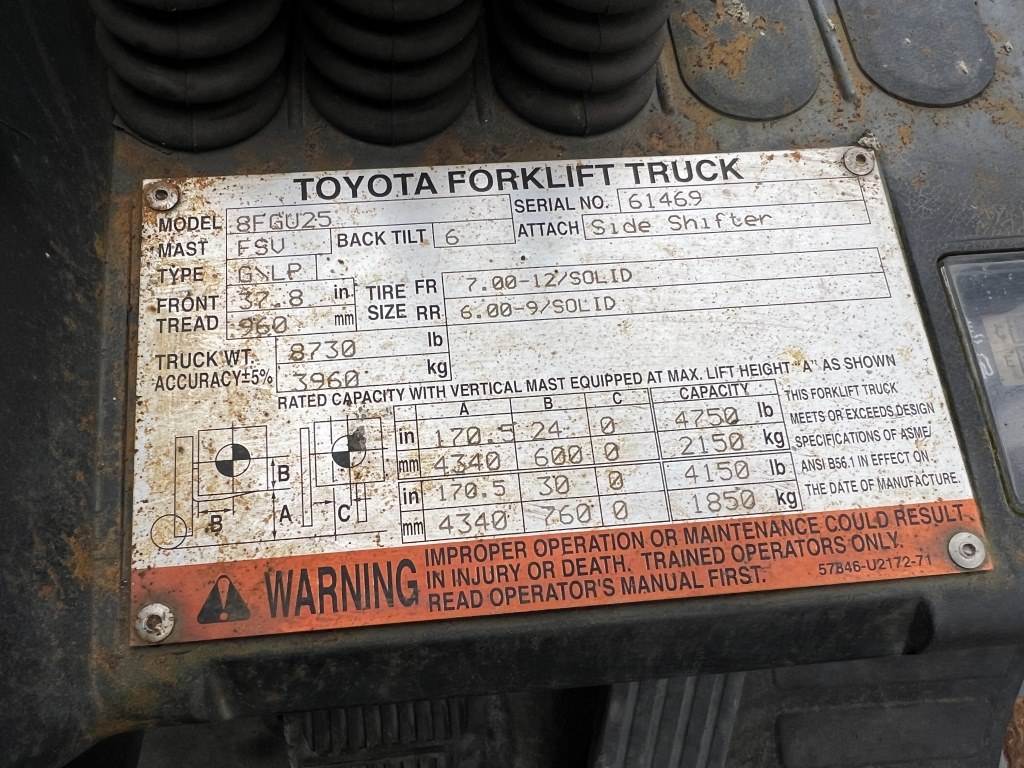 TOYOTA FORKLIFT TRUCK
MODEL 8FGU25 SERIAL NO. 61469
MAST FSV BACK TILT 6 ATTACH Side Shifter
TYPE G\LP
FRONT TREAD 37.8 in TIRE SIZE FR 7.00-12/SOLID
960 mm RR 6.00-9/SOLID
TRUCK WT. 8730 lb
ACCURACY±5% 3960 kg
RATED CAPACITY WITH VERTICAL MAST EQUIPPED AT MAX. LIFT HEIGHT "A" AS SHOWN
A B C CAPACITY
in 170.5 24 0 4750 lb
mm 4340 600 0 2150 kg
in 170.5 30 0 4150 lb
mm 4340 760 0 1850 kg
B
B A C
THIS FORKLIFT TRUCK
MEETS OR EXCEEDS DESIGN
SPECIFICATIONS OF ASME/
ANSI B56.1 IN EFFECT ON
THE DATE OF MANUFACTURE.
WARNING
IMPROPER OPERATION OR MAINTENANCE COULD RESULT
IN INJURY OR DEATH. TRAINED OPERATORS ONLY.
READ OPERATOR'S MANUAL FIRST.
57846-U2172-71